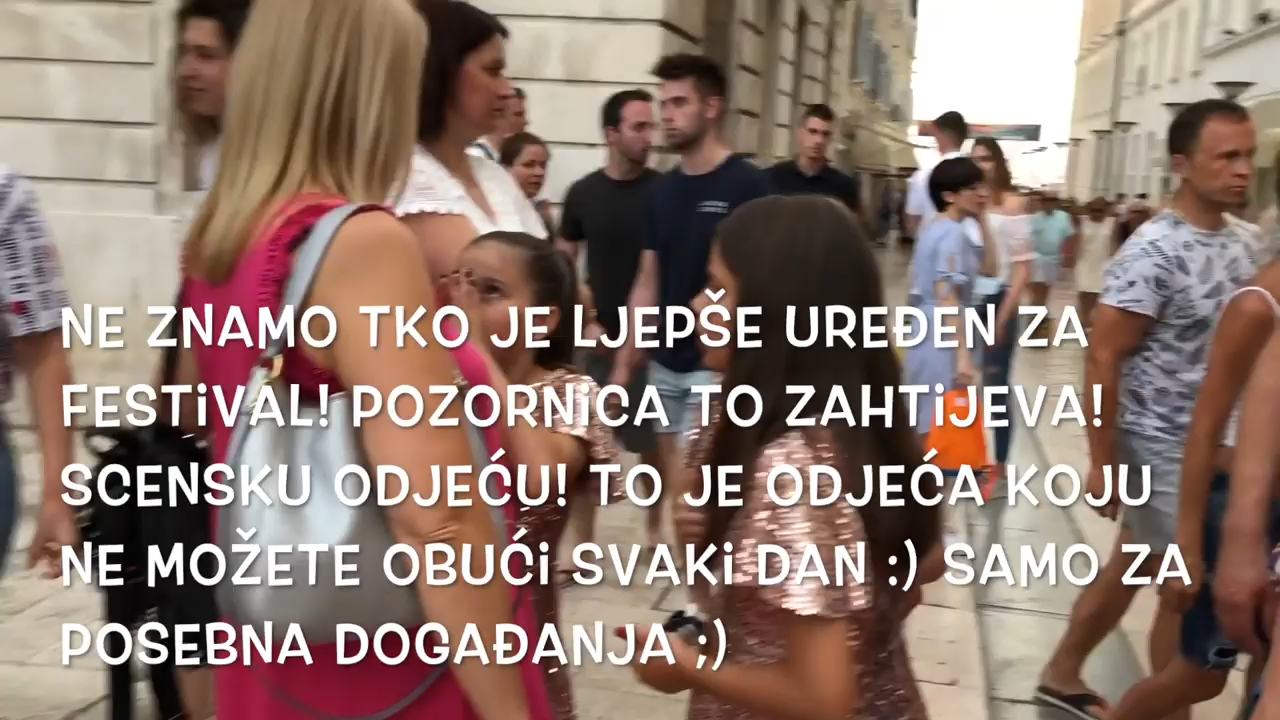 NE ZNAMO TKO JE LJEPŠE UREĐEN ZA
FESTiVAL! POZORNiCA TO ZAHTiJEVA!
SCENSKU ODJEĆU! TO JE ODJEĆA KOJU
NE MOŽETE OBUĆi SVAKi DAN :) SAMO ZA
POSEBNA DOGAĐANJA ;)